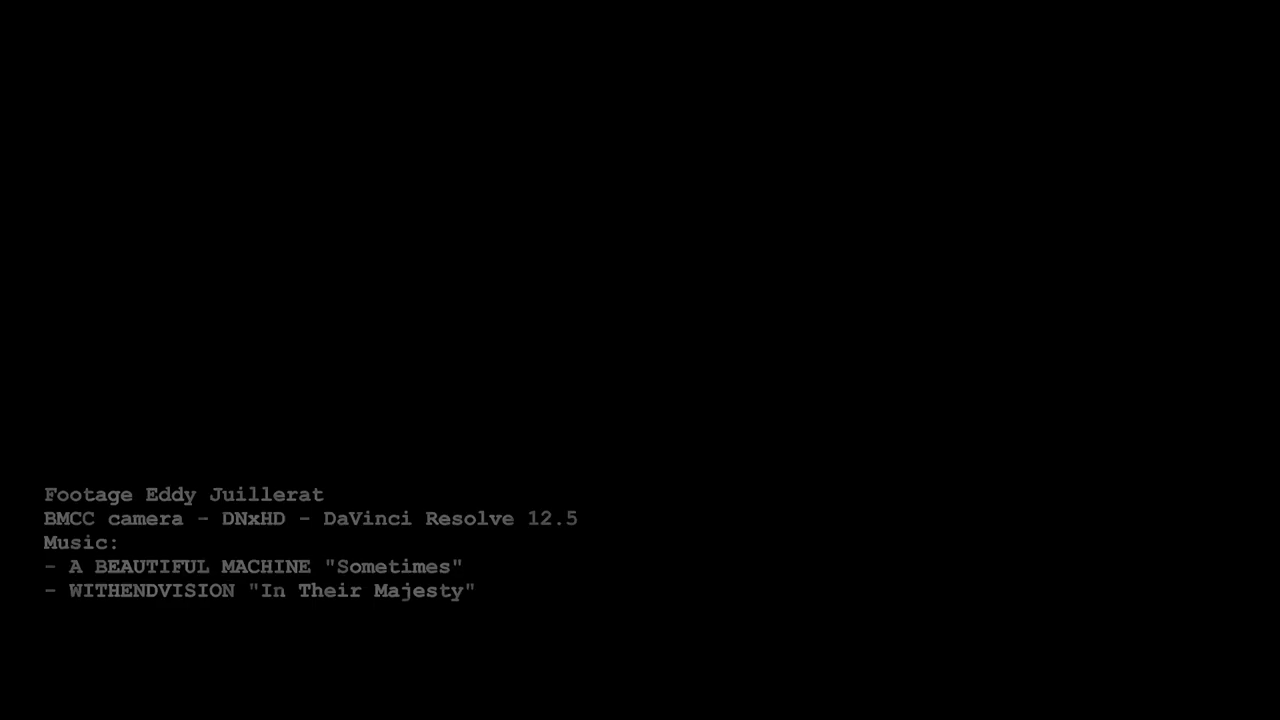 Footage Eddy Juillerat
BMCC camera - DNxHD - DaVinci Resolve 12.5
Music:
- A BEAUTIFUL MACHINE "Sometimes"
- WITHENDVISION "In Their Majesty"